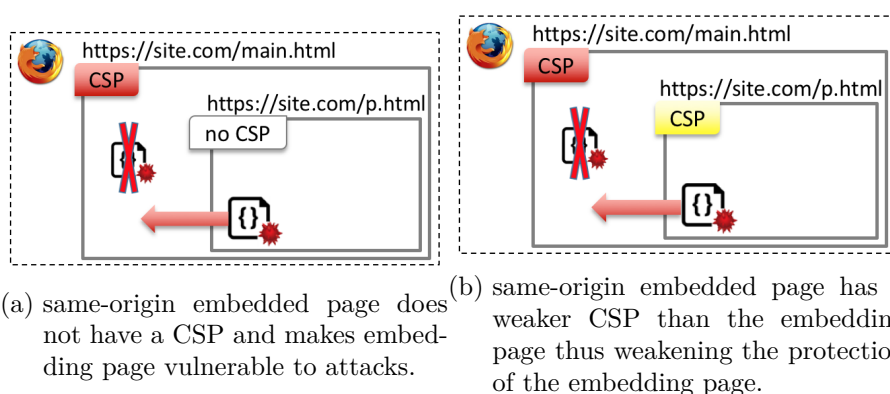 https://site.com/main.html
CSP
https://site.com/p.html
no CSP
{}
{}
(a) same-origin embedded page does
not have a CSP and makes embed-
ding page vulnerable to attacks.
https://site.com/main.html
CSP
https://site.com/p.html
CSP
{}
{}
(b) same-origin embedded page has
weaker CSP than the embeddin
page thus weakening the protectio
of the embedding page.